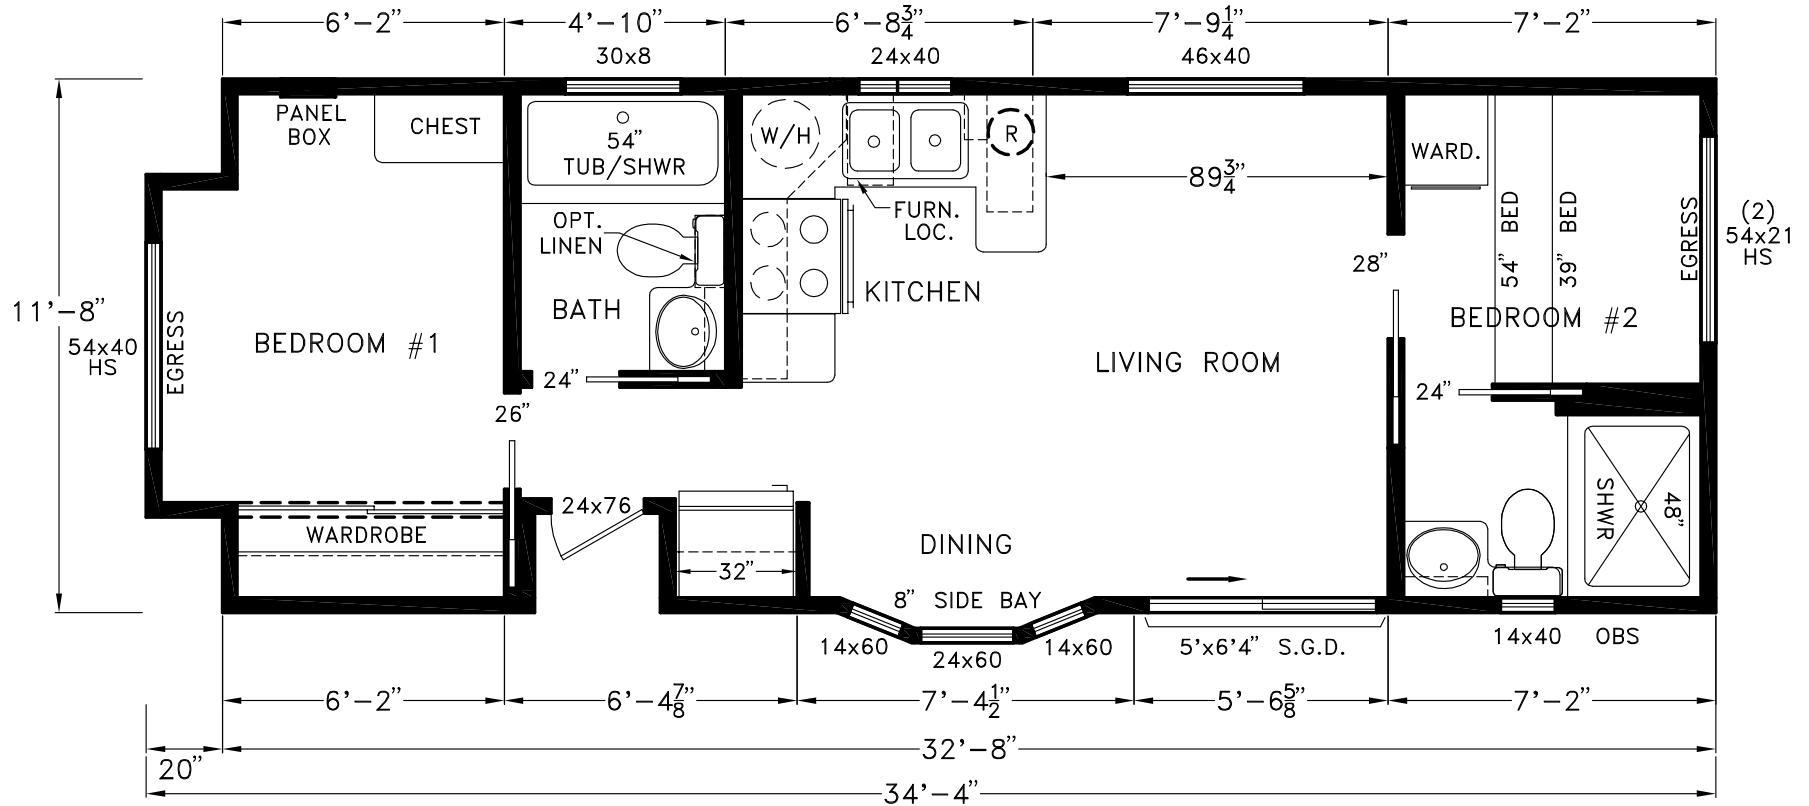 6'-2" 4'-10" 6'-8 3/4" 7'-9 1/4" 7'-2"
30x8 24x40 46x40
PANEL
BOX
CHEST
54"
TUB/SHWR
W/H
R
WARD.
89 3/4"
OPT.
LINEN
FURN.
LOC.
54" BED
39" BED
EGRESS
(2)
54x21
HS
28"
11'-8"
54x40
HS
EGRESS
BEDROOM #1
BATH
KITCHEN
BEDROOM #2
LIVING ROOM
24"
26"
24"
24x76
WARDROBE
32"
DINING
SHWR
48"
8" SIDE BAY
14x60
24x60
14x60
5'x6'4" S.G.D.
14x40 OBS
6'-2" 6'-4 7/8" 7'-4 1/2" 5'-6 5/8" 7'-2"
32'-8"
20"
34'-4"